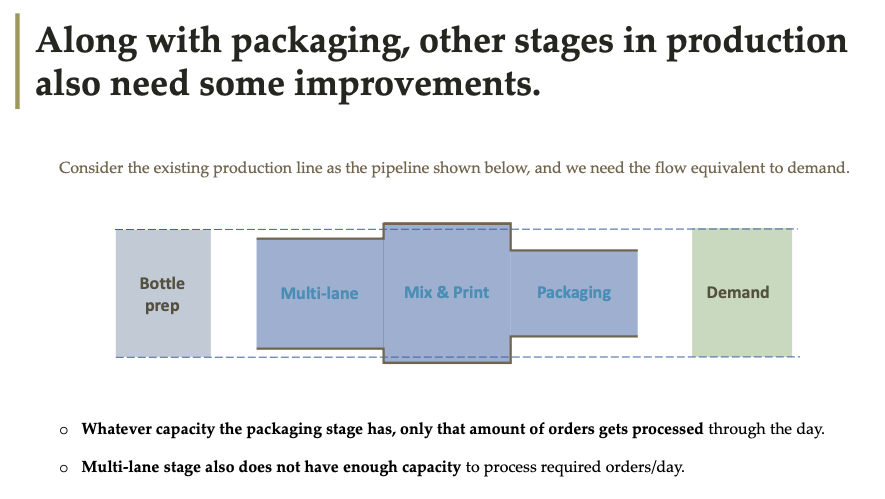 Along with packaging, other stages in production
also need some improvements.
Consider the existing production line as the pipeline shown below, and we need the flow equivalent to demand.
Bottle
prep
Multi-lane
Mix & Print
Packaging
Demand
o Whatever capacity the packaging stage has, only that amount of orders gets processed through the day.
o Multi-lane stage also does not have enough capacity to process required orders/day.